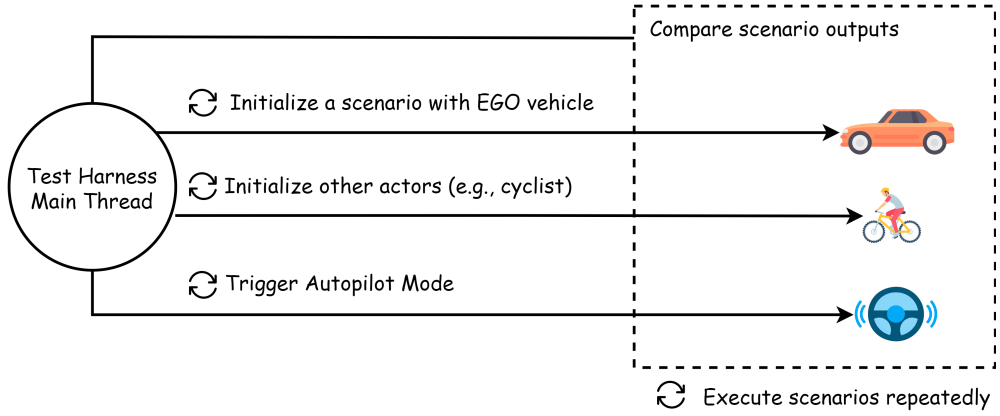 Compare scenario outputs
Initialize a scenario with EGO vehicle
Test Harness
Main Thread
Initialize other actors (e.g., cyclist)
Trigger Autopilot Mode
Execute scenarios repeatedly